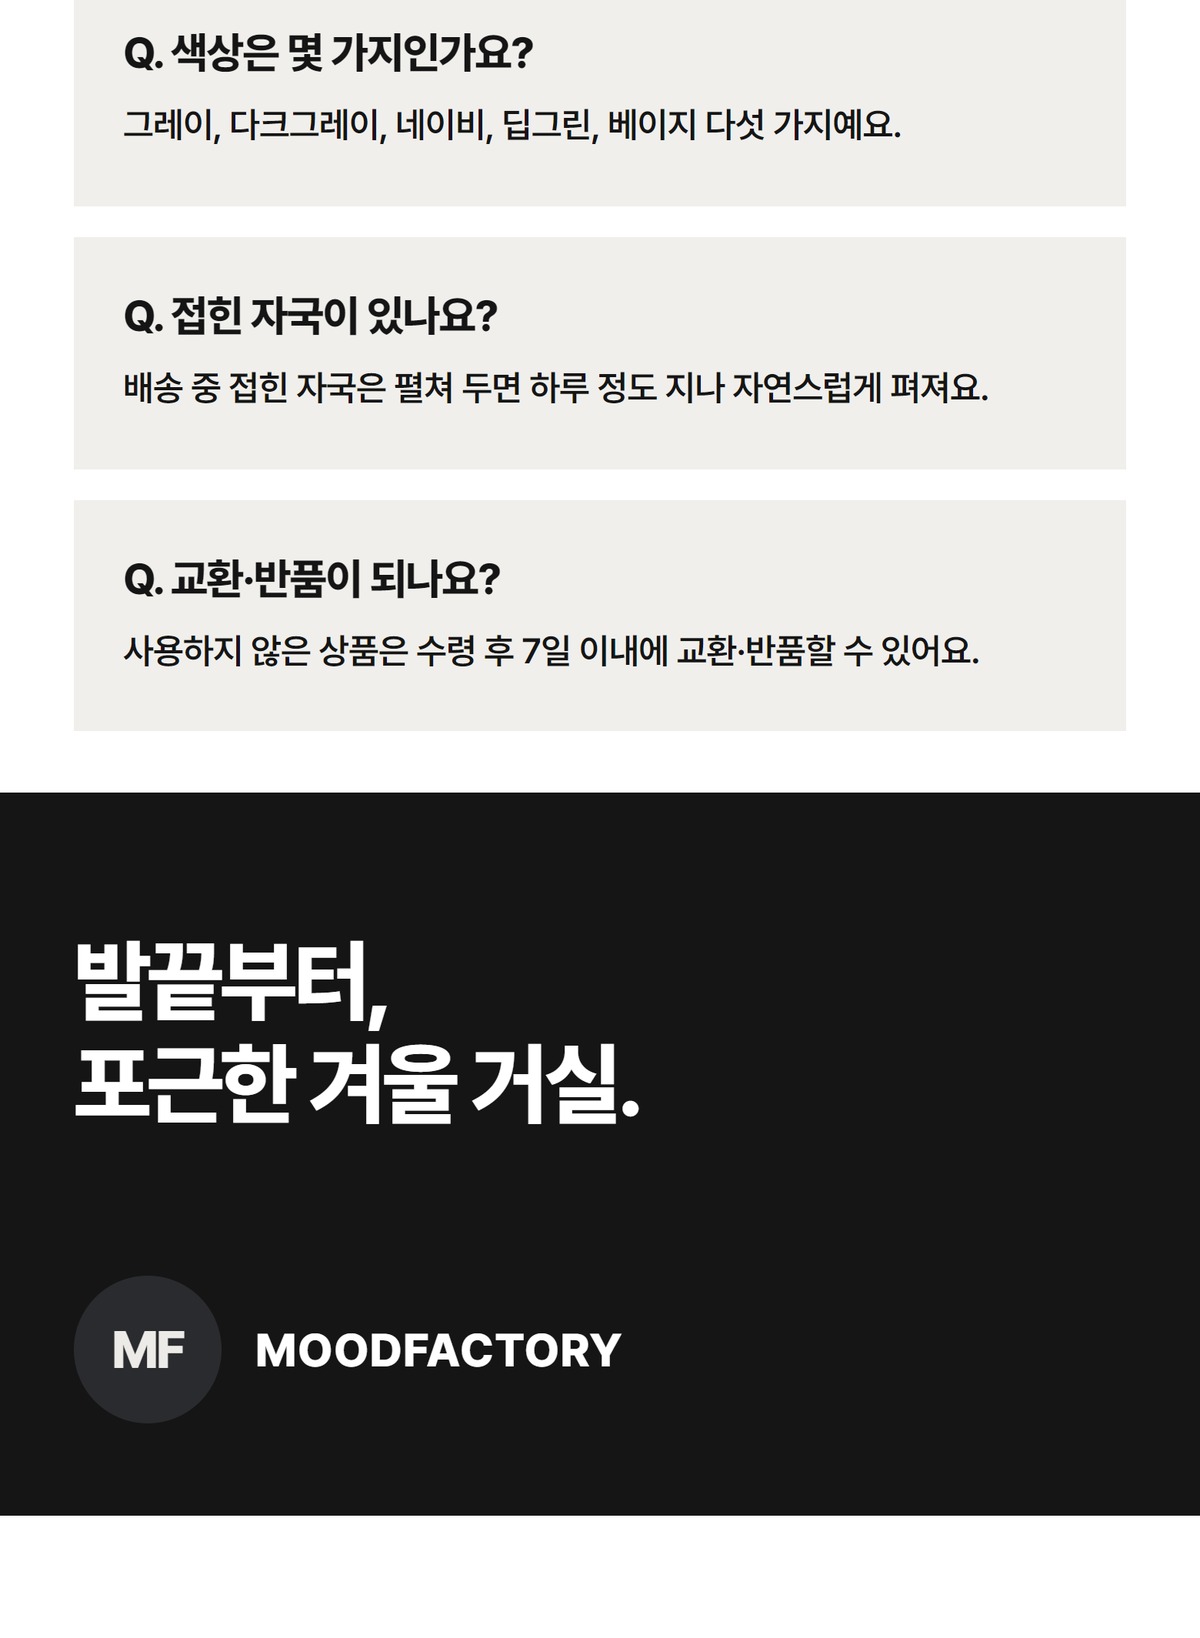 Q. 색상은 몇 가지인가요?
그레이, 다크그레이, 네이비, 딥그린, 베이지 다섯 가지예요.
Q. 접힌 자국이 있나요?
배송 중 접힌 자국은 펼쳐 두면 하루 정도 지나 자연스럽게 펴져요.
Q. 교환·반품이 되나요?
사용하지 않은 상품은 수령 후 7일 이내에 교환·반품할 수 있어요.
발끝부터,
포근한 겨울 거실.
MF
MOODFACTORY